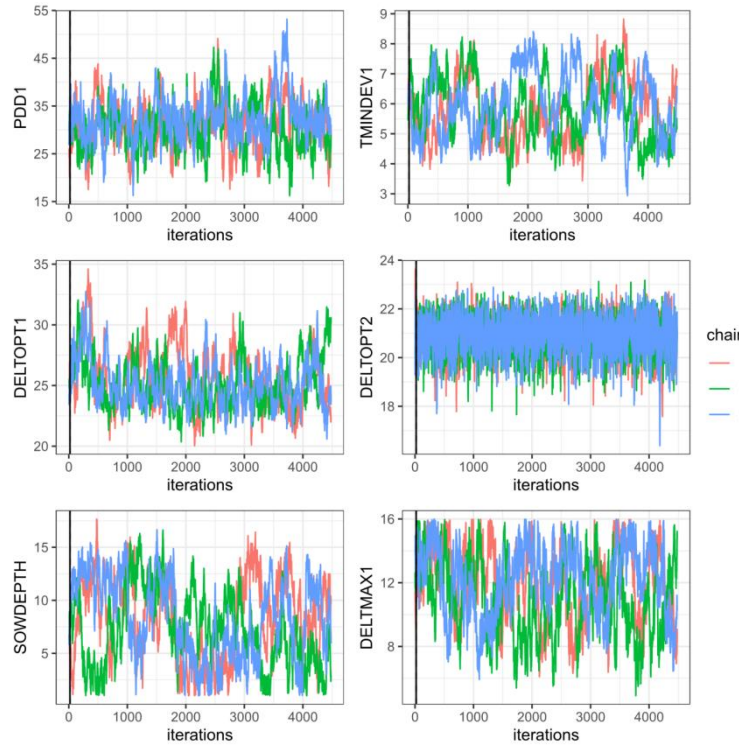 PDD1
55
45
35
25
15
0 1000 2000 3000 4000
iterations
TMINDEV1
9
8
7
6
5
4
3
0 1000 2000 3000 4000
iterations
DELTOPT1
35
30
25
20
0 1000 2000 3000 4000
iterations
DELTOPT2
24
22
20
18
0 1000 2000 3000 4000
iterations
chain
SOWDEPTH
15
10
5
0 1000 2000 3000 4000
iterations
DELTMAX1
16
12
8
0 1000 2000 3000 4000
iterations